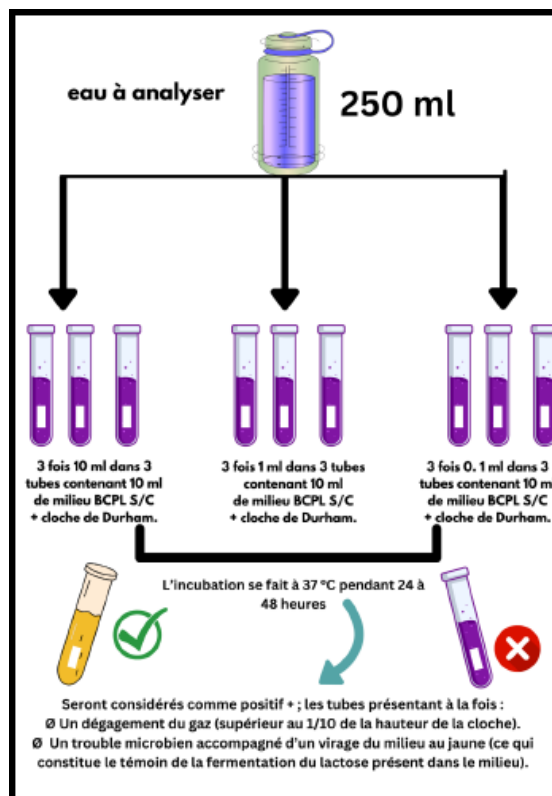 eau à analyser
250 ml
3 fois 10 ml dans 3
tubes contenant 10 ml
de milieu BCPL S/C
+ cloche de Durham.
3 fois 1 ml dans 3 tubes
contenant 10 ml
de milieu BCPL S/C
+ cloche de Durham.
3 fois 0. 1 ml dans 3
tubes contenant 10 m
de milieu BCPL S/C
+ cloche de Durham.
L'incubation se fait à 37 °C pendant 24 à
48 heures
Seront considérés comme positif + ; les tubes présentant à la fois :
Ø Un dégagement du gaz (supérieur au 1/10 de la hauteur de la cloche).
Ø Un trouble microbien accompagné d'un virage du milieu au jaune (ce qui
constitue le témoin de la fermentation du lactose présent dans le milieu).